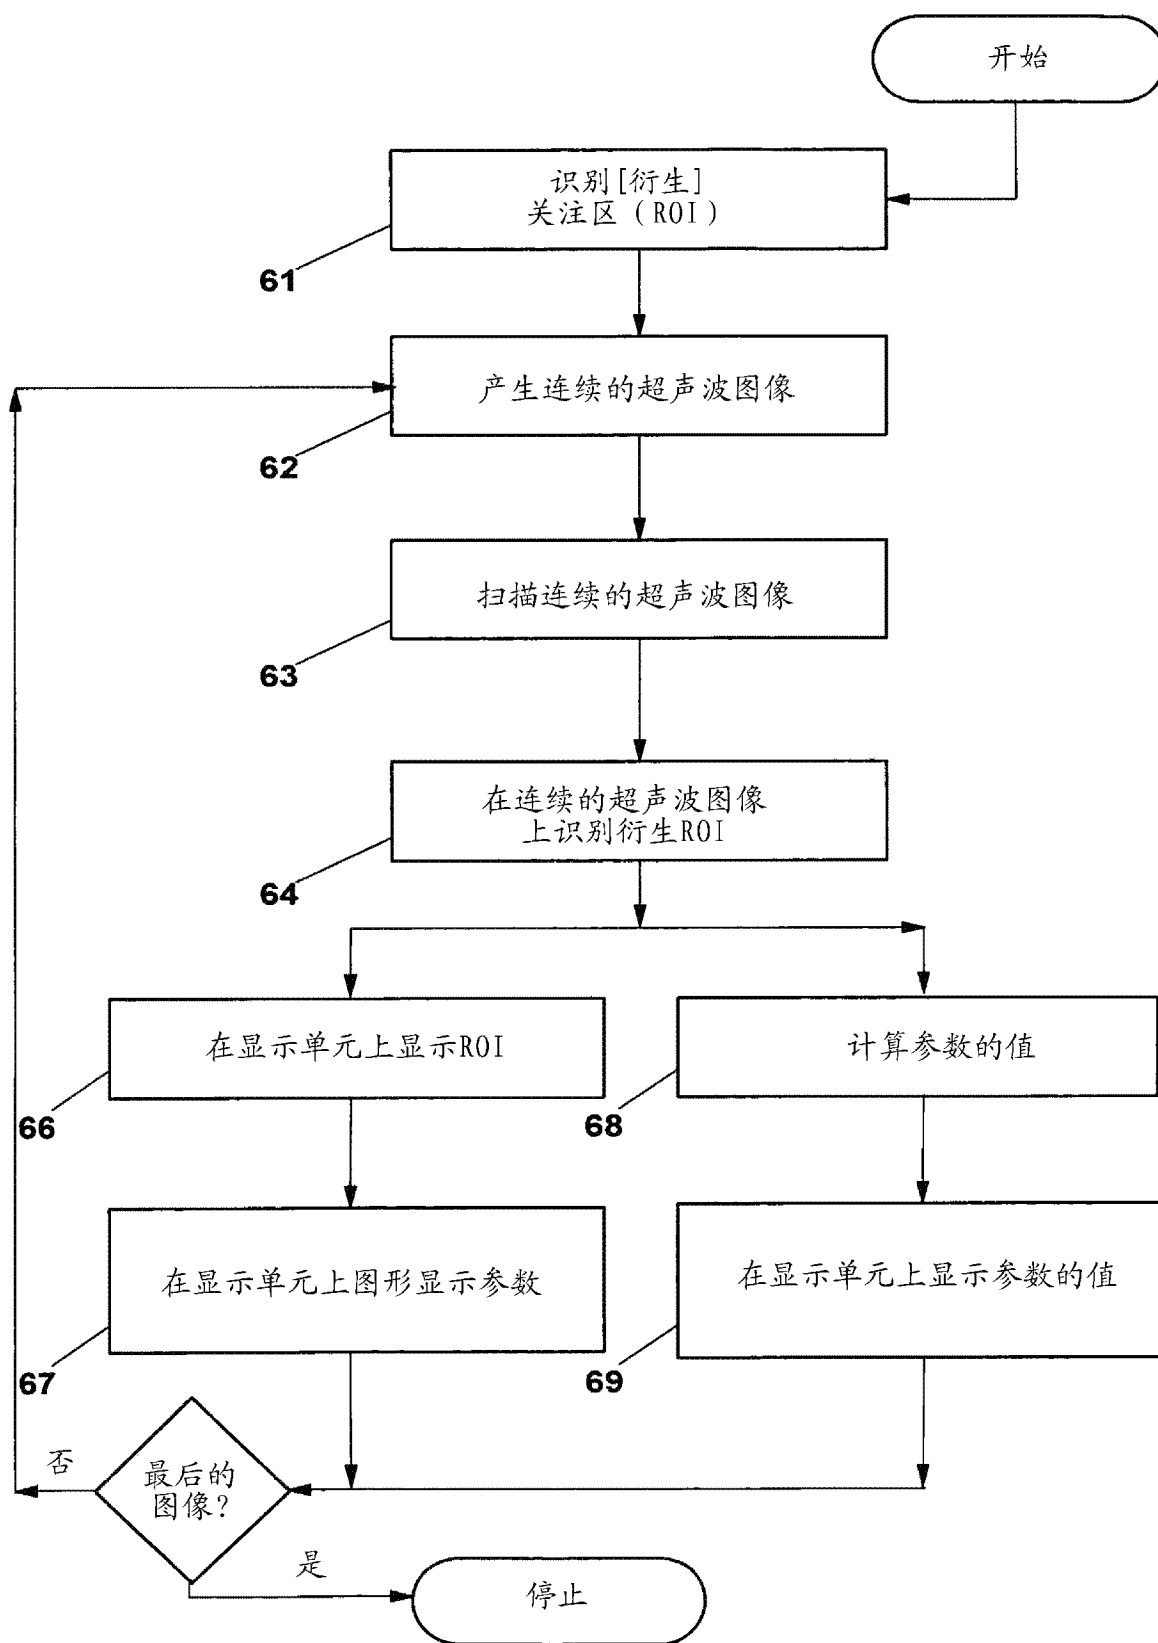 开始
识别[衍生]
关注区(ROI)
61
产生连续的超声波图像
62
扫描连续的超声波图像
63
在连续的超声波图像
上识别衍生ROI
64
在显示单元上显示ROI
66
计算参数的值
68
在显示单元上图形显示参数
67
在显示单元上显示参数的值
69
否
最后的
图像?
是
停止